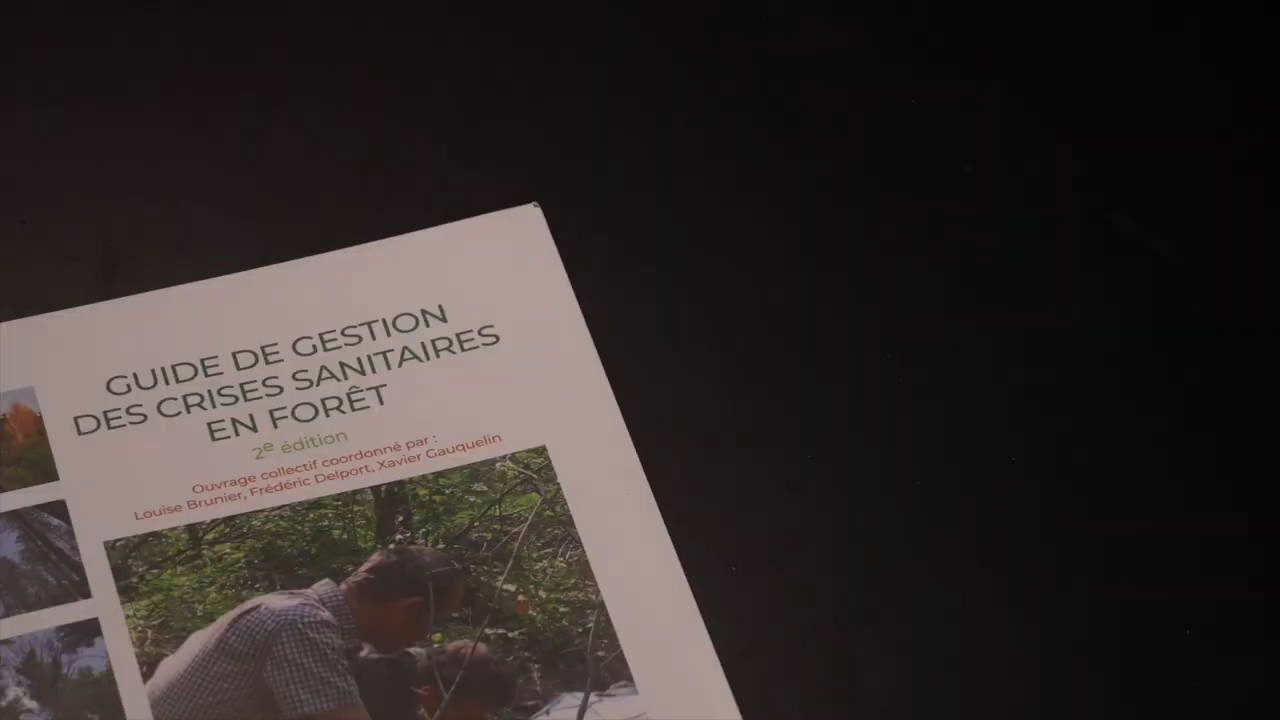 GUIDE DE GESTION
DES CRISES SANITAIRES
EN FORÊT
2e édition
Ouvrage collectif coordonné par :
Louise Brunier, Frédéric Delport, Xavier Gauquelin